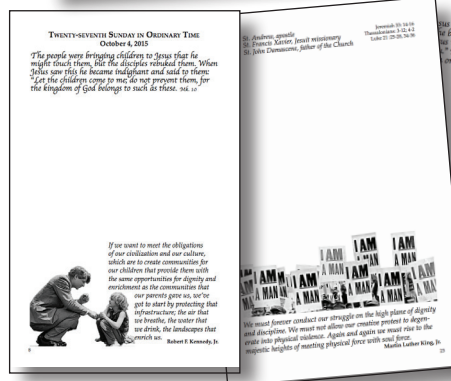 TWENTY-SEVENTH SUNDAY IN ORDINARY TIME
October 4, 2015
The people were bringing children to Jesus that he
might touch them, but the disciples rebuked them. When
Jesus saw this he became indignant and said to them:
"Let the children come to me; do not prevent them, for
the kingdom of God belongs to such as these. Mk. 10
If we want to meet the obligations
of our civilization and our culture,
which are to create communities for
our children that provide them with
the same opportunities for dignity and
enrichment as the communities that
our parents gave us, we've
got to start by protecting that
infrastructure; the air that
we breathe, the water that
we drink, the landscapes that
enrich us.
Robert F. Kennedy, Jr.
8
St. Andrew, apostle
St. Francis Xavier, Jesuit missionary
St. John Damascene, father of the Church
Jeremiah 33: 14-16
Thessalonians: 3-12; 4-2
Luke 21: 25-28, 34-36
I AM
A MAN
I AM
A MAN
I AM
A MAN
I AM
A MAN
I AM
A MAN
We must forever conduct our struggle on the high plane of dignity
and discipline. We must not allow our creative protest to degen-
erate into physical violence. Again and again we must rise to the
majestic heights of meeting physical force with soul force.
Martin Luther King, Jr.
23